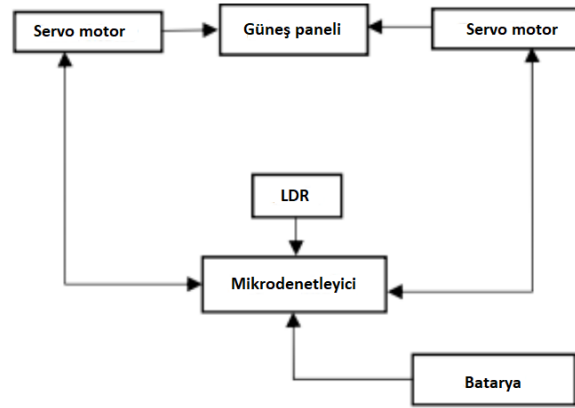 Servo motor
Güneş paneli
Servo motor
LDR
Mikrodenetleyici
Batarya